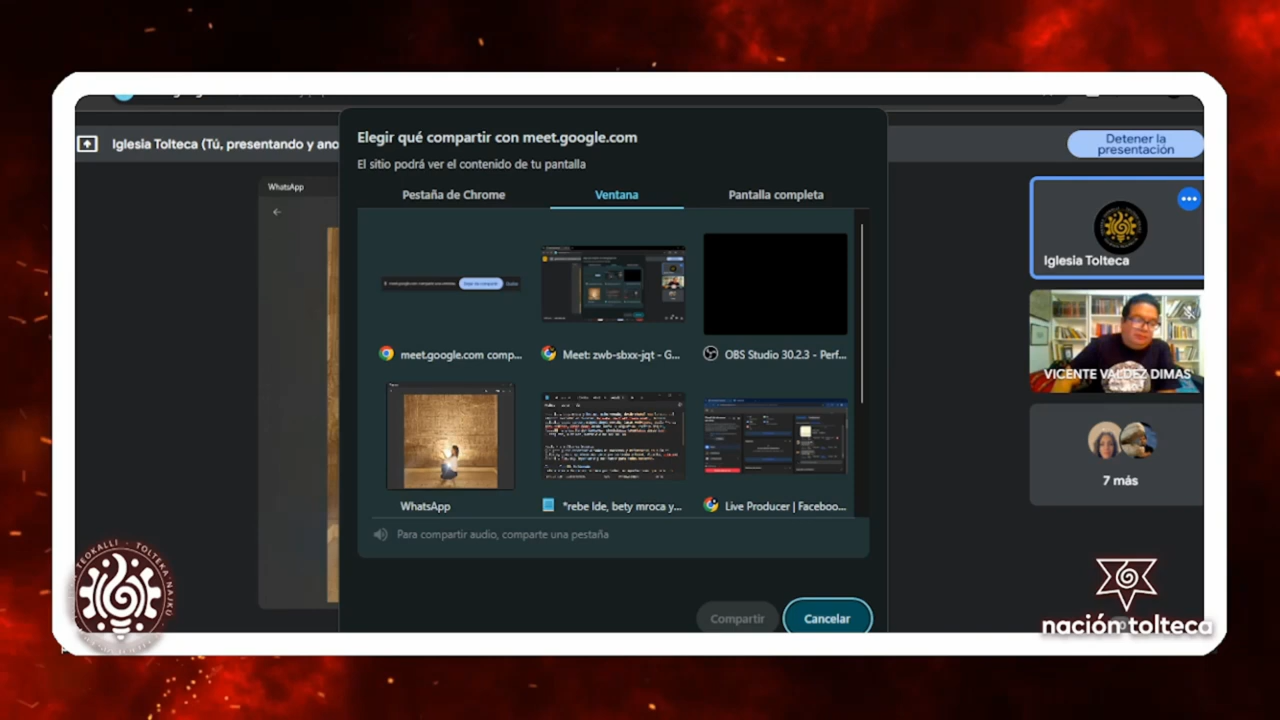 Elegir qué compartir con meet.google.com
El sitio podrá ver el contenido de tu pantalla
Iglesia Tolteca (Tú, presentando y ano
Detener la
presentación
Pestaña de Chrome
Ventana
Pantalla completa
WhatsApp
Iglesia Tolteca
meet.google.com comp...
Meet: zwb-sbxx-jqt - G...
OBS Studio 30.2.3 - Perf...
VICENTE VALDEZ DIMAS
7 más
WhatsApp
*rebe lde, bety mroca y...
Live Producer | Faceboo...
Para compartir audio, comparte una pestaña
Compartir
Cancelar
TEOKALLI · TOLTEKA NAJKU
nación tolteca